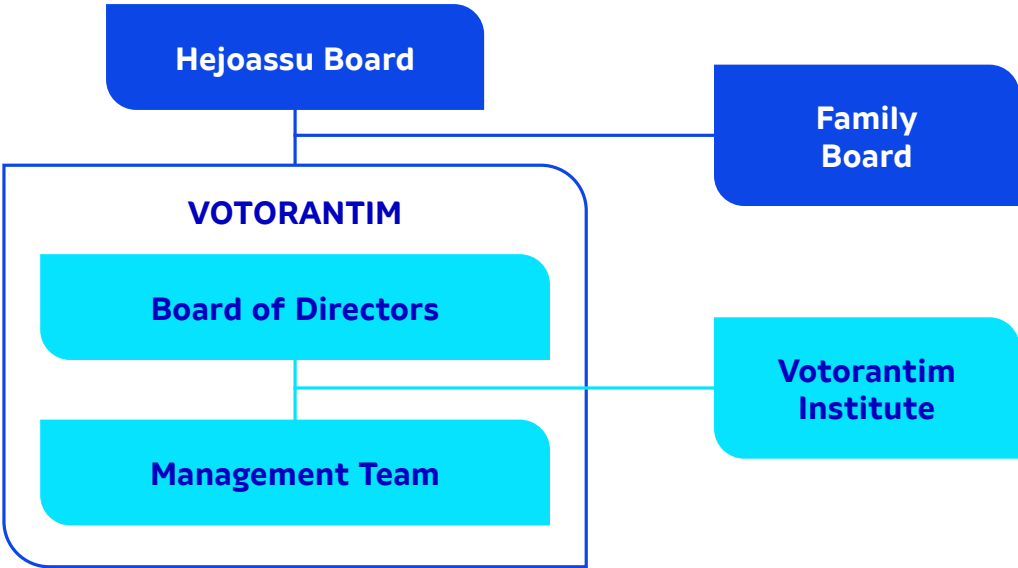 Hejoassu Board
Family
Board
VOTORANTIM
Board of Directors
Votorantim
Institute
Management Team